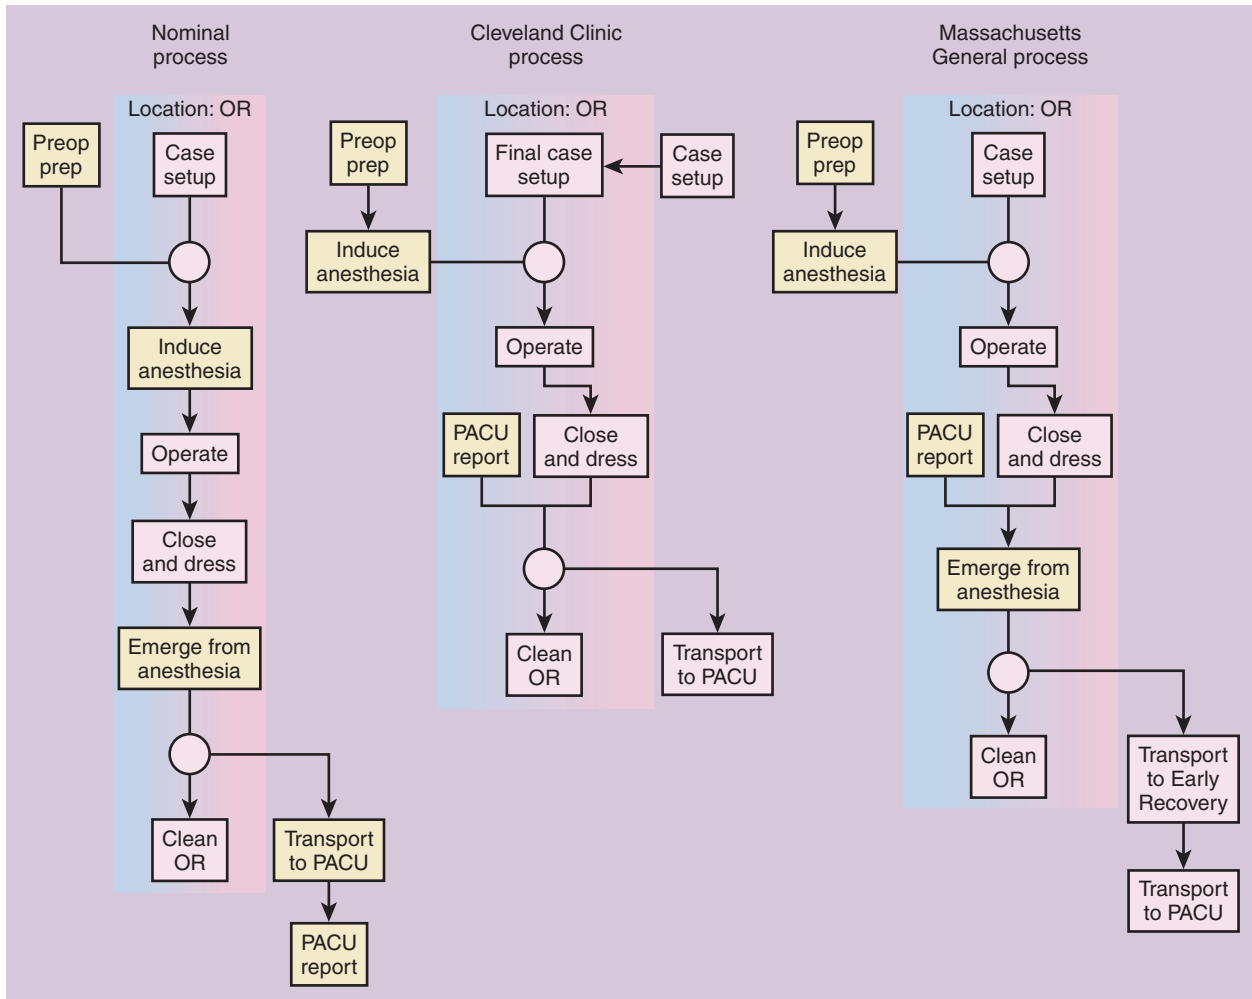 Nominal
process
Location: OR
Preop
prep
Case
setup
Induce
anesthesia
Operate
Close
and dress
Emerge from
anesthesia
Clean
OR
Transport
to PACU
PACU
report
Cleveland Clinic
process
Location: OR
Preop
prep
Final case
setup
Case
setup
Induce
anesthesia
Operate
PACU
report
Close
and dress
Clean
OR
Transport
to PACU
Massachusetts
General process
Location: OR
Preop
prep
Case
setup
Induce
anesthesia
Operate
PACU
report
Close
and dress
Emerge from
anesthesia
Clean
OR
Transport
to Early
Recovery
Transport
to PACU